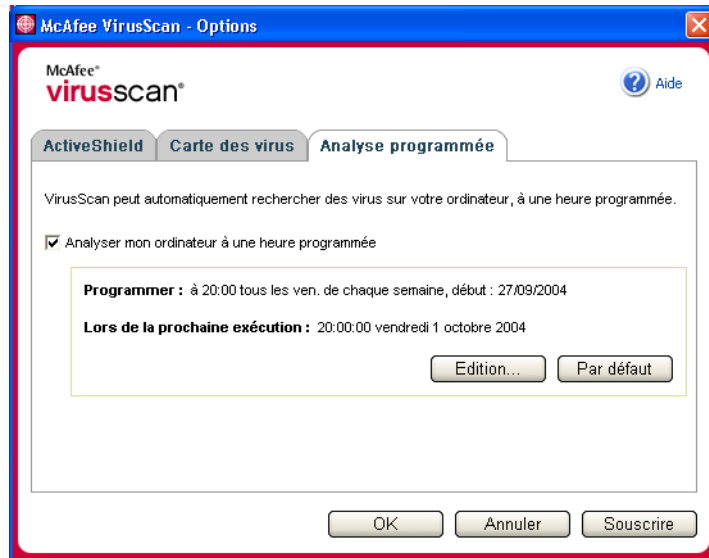 McAfee VirusScan - Options
McAfee®
virusscan®
Aide
ActiveShield
Carte des virus
Analyse programmée
VirusScan peut automatiquement rechercher des virus sur votre ordinateur, à une heure programmée.
Analyser mon ordinateur à une heure programmée
Programmer : à 20:00 tous les ven. de chaque semaine, début : 27/09/2004
Lors de la prochaine exécution : 20:00:00 vendredi 1 octobre 2004
Edition...
Par défaut
OK
Annuler
Souscrire